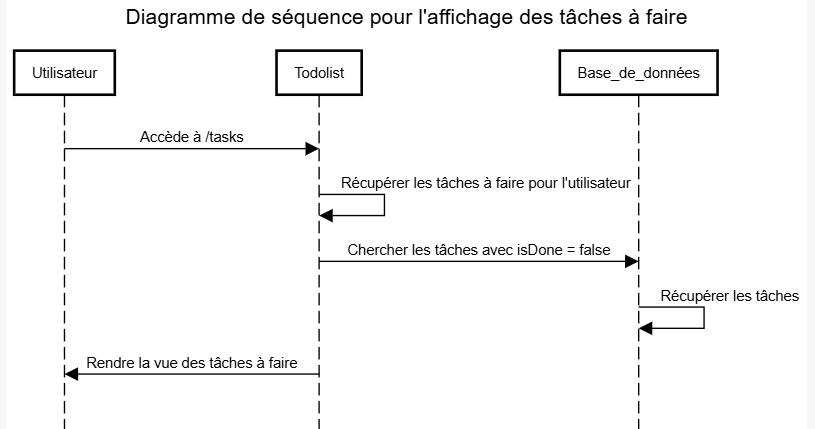 Diagramme de séquence pour l'affichage des tâches à faire
Utilisateur
Todolist
Base_de_données
Accède à /tasks
Récupérer les tâches à faire pour l'utilisateur
Chercher les tâches avec isDone = false
Récupérer les tâches
Rendre la vue des tâches à faire